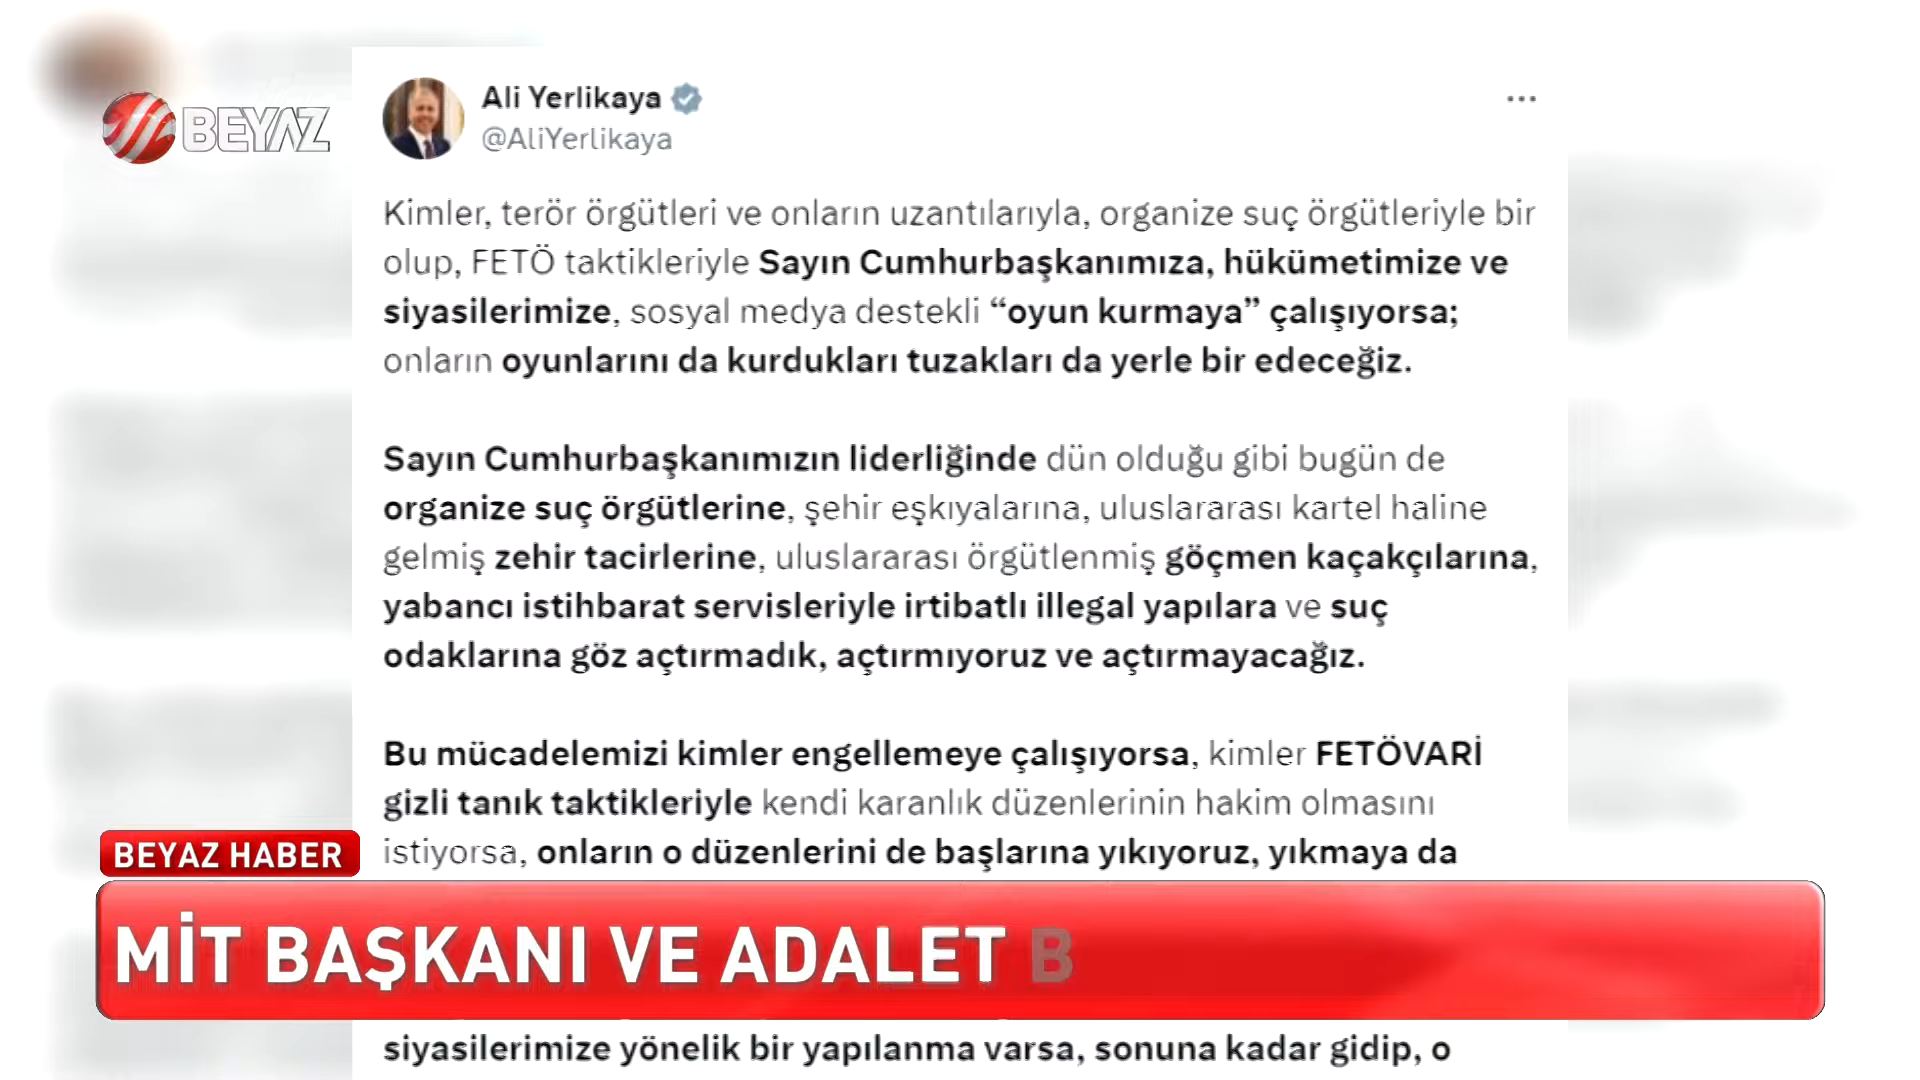 BEYAZ
Ali Yerlikaya
@AliYerlikaya
Kimler, terör örgütleri ve onların uzantılarıyla, organize suç örgütleriyle bir
olup, FETÖ taktikleriyle Sayın Cumhurbaşkanımıza, hükümetimize ve
siyasilerimize, sosyal medya destekli “oyun kurmaya” çalışıyorsa;
onların oyunlarını da kurdukları tuzakları da yerle bir edeceğiz.
Sayın Cumhurbaşkanımızın liderliğinde dün olduğu gibi bugün de
organize suç örgütlerine, şehir eşkıyalarına, uluslararası kartel haline
gelmiş zehir tacirlerine, uluslararası örgütlenmiş göçmen kaçakçılarına,
yabancı istihbarat servisleriyle irtibatlı illegal yapılara ve suç
odaklarına göz açtırmadık, açtırmıyoruz ve açtırmayacağız.
Bu mücadelemizi kimler engellemeye çalışıyorsa, kimler FETÖVARİ
gizli tanık taktikleriyle kendi karanlık düzenlerinin hakim olmasını
istiyorsa, onların o düzenlerini de başlarına yıkıyoruz, yıkmaya da
BEYAZ HABER
MİT BAŞKANI VE ADALET B
siyasilerimize yönelik bir yapılanma varsa, sonuna kadar gidip, o